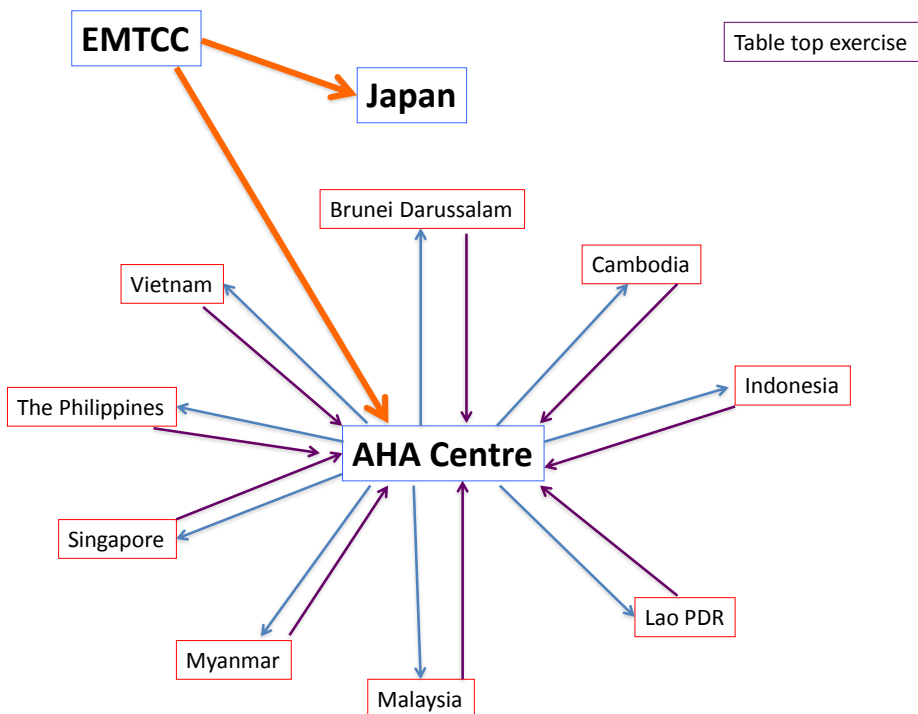 EMTCC
Table top exercise
Japan
Brunei Darussalam
Cambodia
Vietnam
Indonesia
The Philippines
AHA Centre
Singapore
Lao PDR
Myanmar
Malaysia